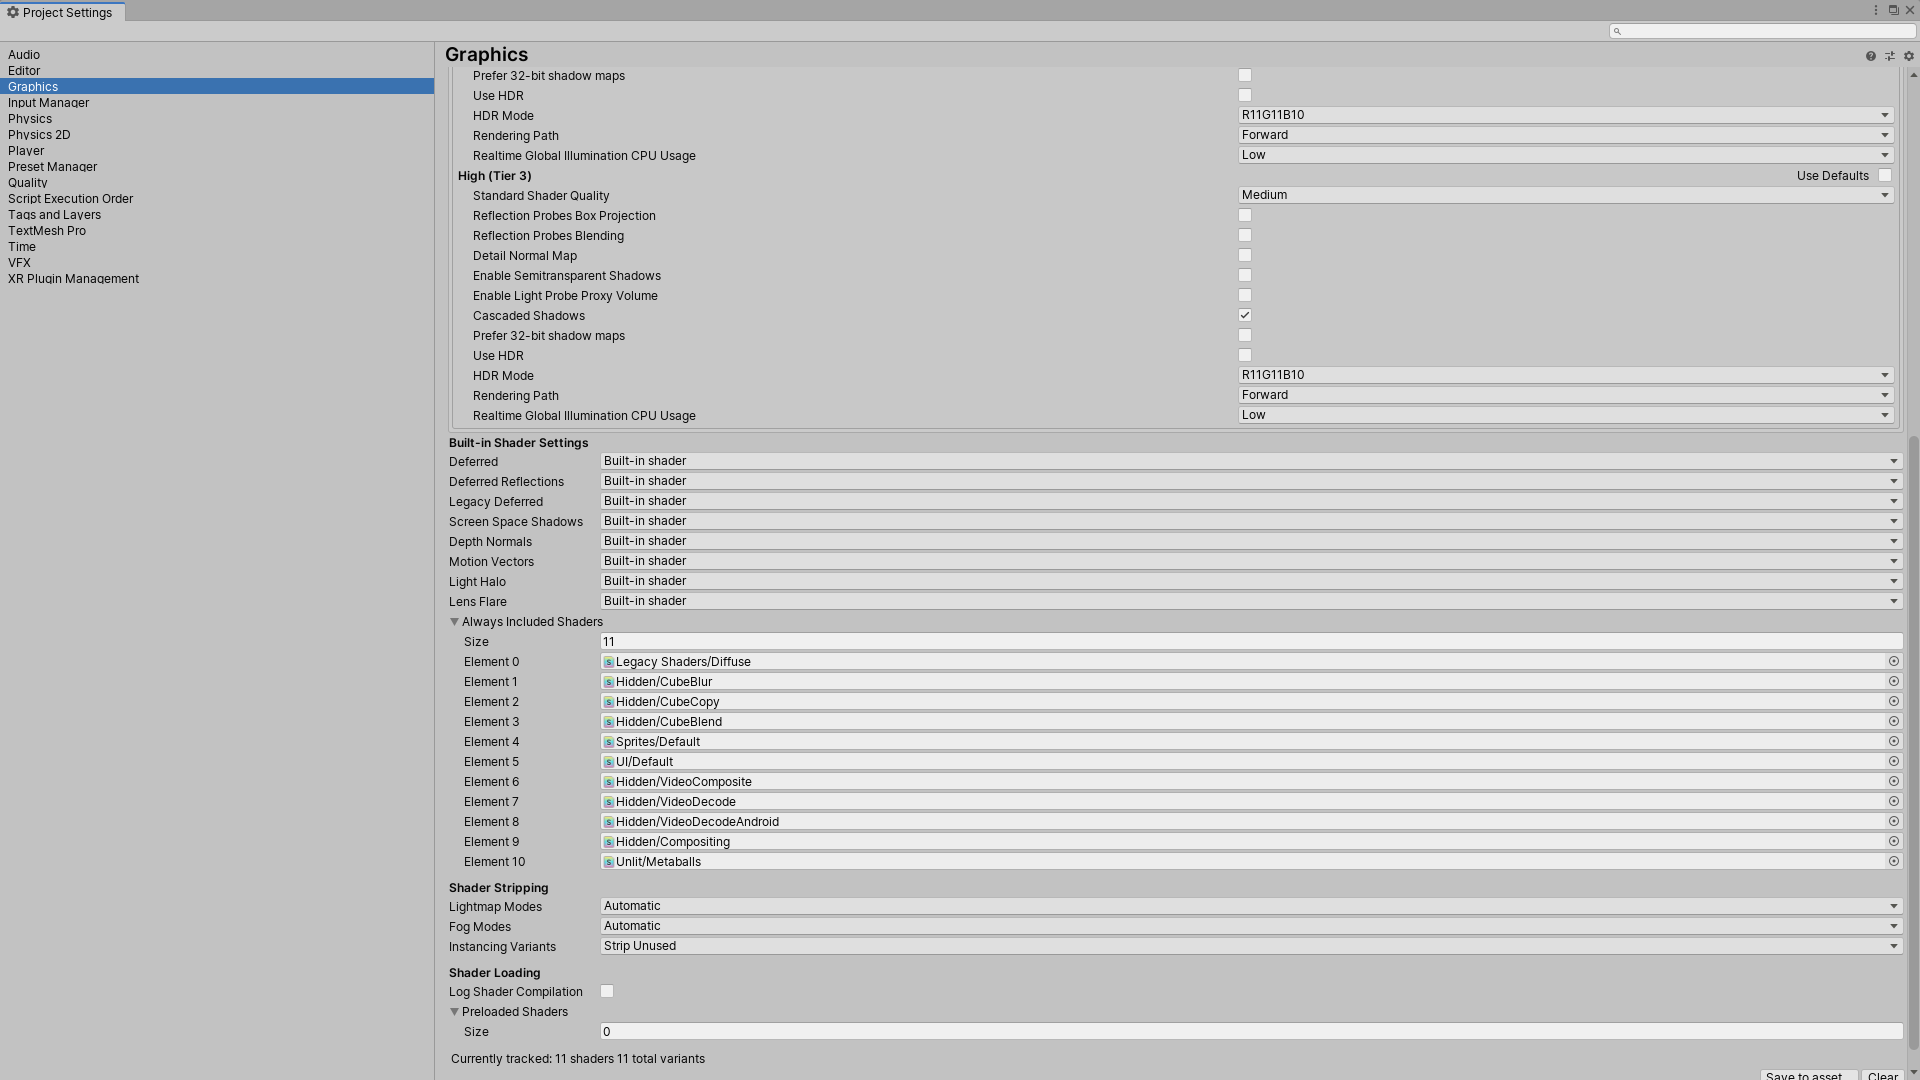 Project Settings
Audio
Editor
Graphics
Input Manager
Physics
Physics 2D
Player
Preset Manager
Quality
Script Execution Order
Tags and Layers
TextMesh Pro
Time
VFX
XR Plugin Management
Graphics
Prefer 32-bit shadow maps
Use HDR
HDR Mode R11G11B10
Rendering Path Forward
Realtime Global Illumination CPU Usage Low
High (Tier 3) Use Defaults
Standard Shader Quality Medium
Reflection Probes Box Projection
Reflection Probes Blending
Detail Normal Map
Enable Semitransparent Shadows
Enable Light Probe Proxy Volume
Cascaded Shadows
Prefer 32-bit shadow maps
Use HDR
HDR Mode R11G11B10
Rendering Path Forward
Realtime Global Illumination CPU Usage Low
Built-in Shader Settings
Deferred Built-in shader
Deferred Reflections Built-in shader
Legacy Deferred Built-in shader
Screen Space Shadows Built-in shader
Depth Normals Built-in shader
Motion Vectors Built-in shader
Light Halo Built-in shader
Lens Flare Built-in shader
Always Included Shaders
Size 11
Element 0 Legacy Shaders/Diffuse
Element 1 Hidden/CubeBlur
Element 2 Hidden/CubeCopy
Element 3 Hidden/CubeBlend
Element 4 Sprites/Default
Element 5 UI/Default
Element 6 Hidden/VideoComposite
Element 7 Hidden/VideoDecode
Element 8 Hidden/VideoDecodeAndroid
Element 9 Hidden/Compositing
Element 10 Unlit/Metaballs
Shader Stripping
Lightmap Modes Automatic
Fog Modes Automatic
Instancing Variants Strip Unused
Shader Loading
Log Shader Compilation
Preloaded Shaders
Size 0
Currently tracked: 11 shaders 11 total variants
Save to asset... Clear